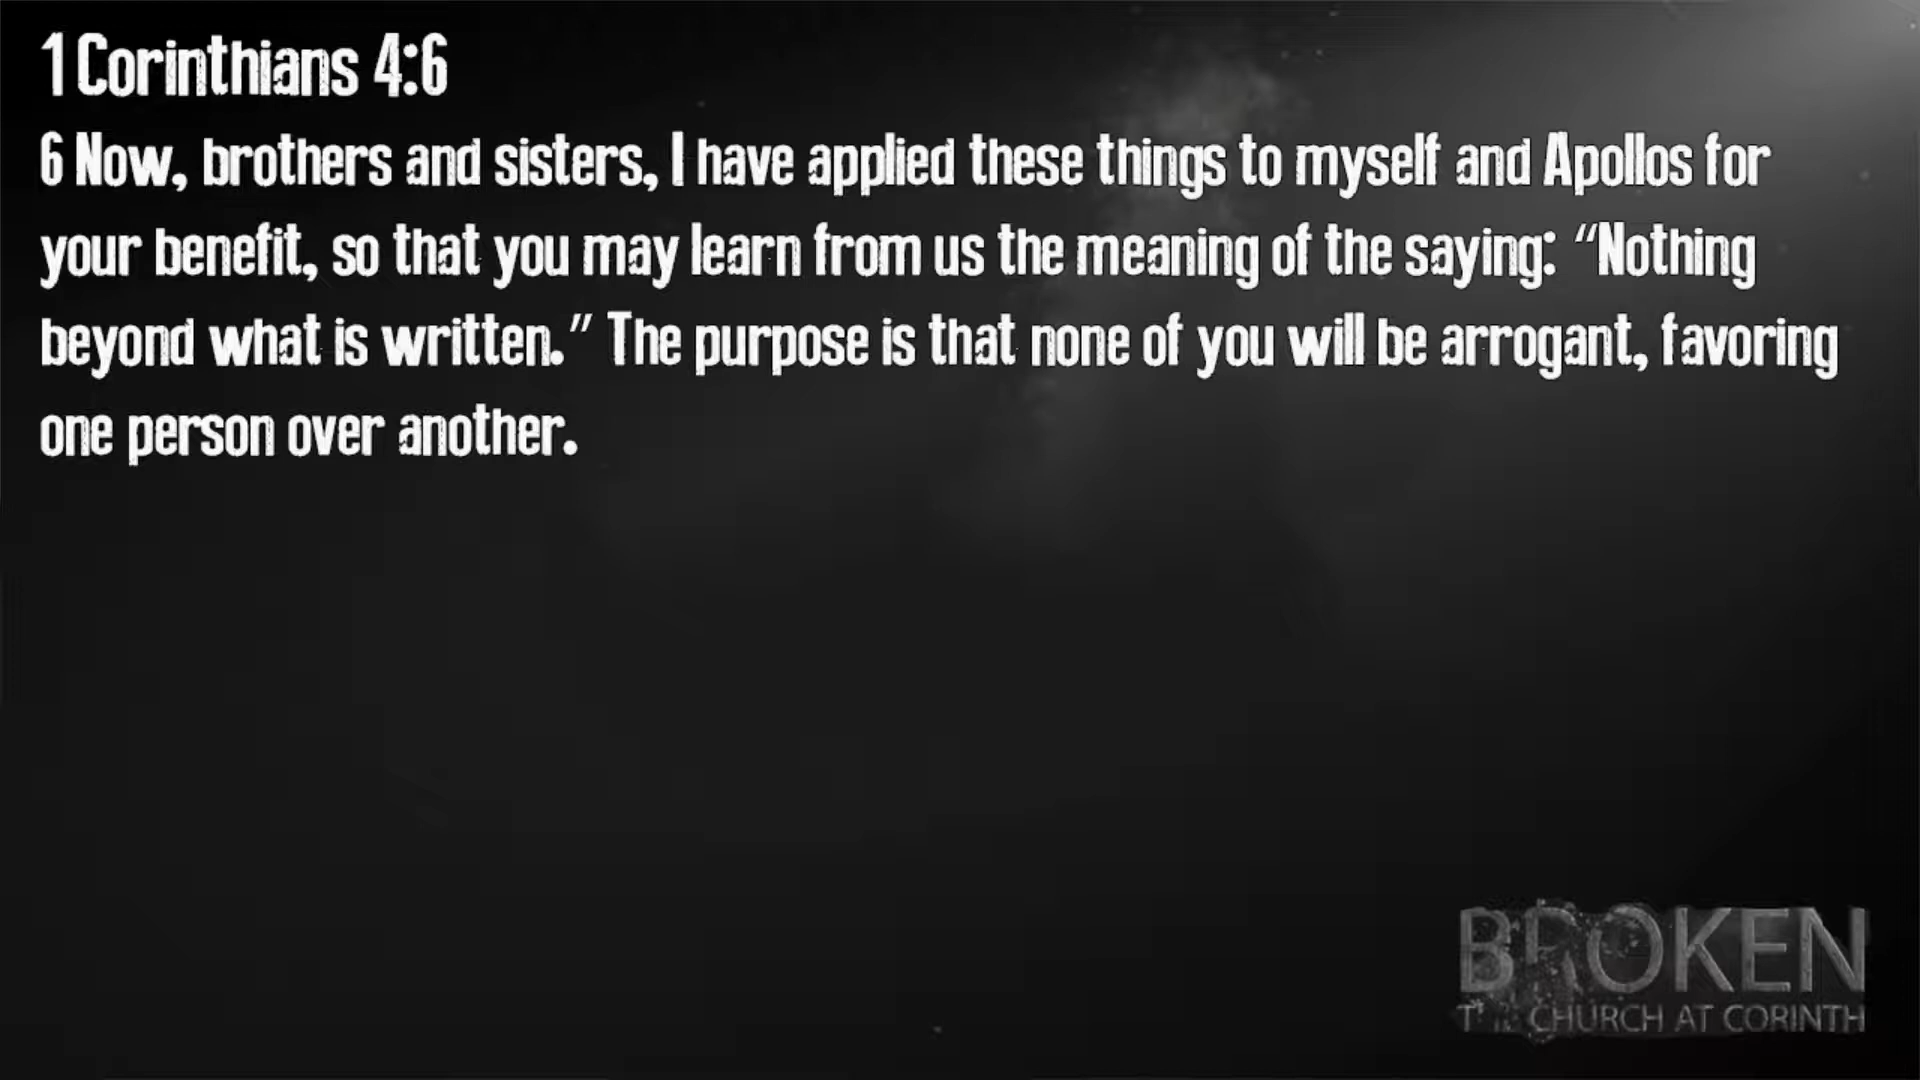 1 Corinthians 4:6
6 Now, brothers and sisters, I have applied these things to myself and Apollos for
your benefit, so that you may learn from us the meaning of the saying: “Nothing
beyond what is written.” The purpose is that none of you will be arrogant, favoring
one person over another.
BROKEN
THE CHURCH AT CORINTH